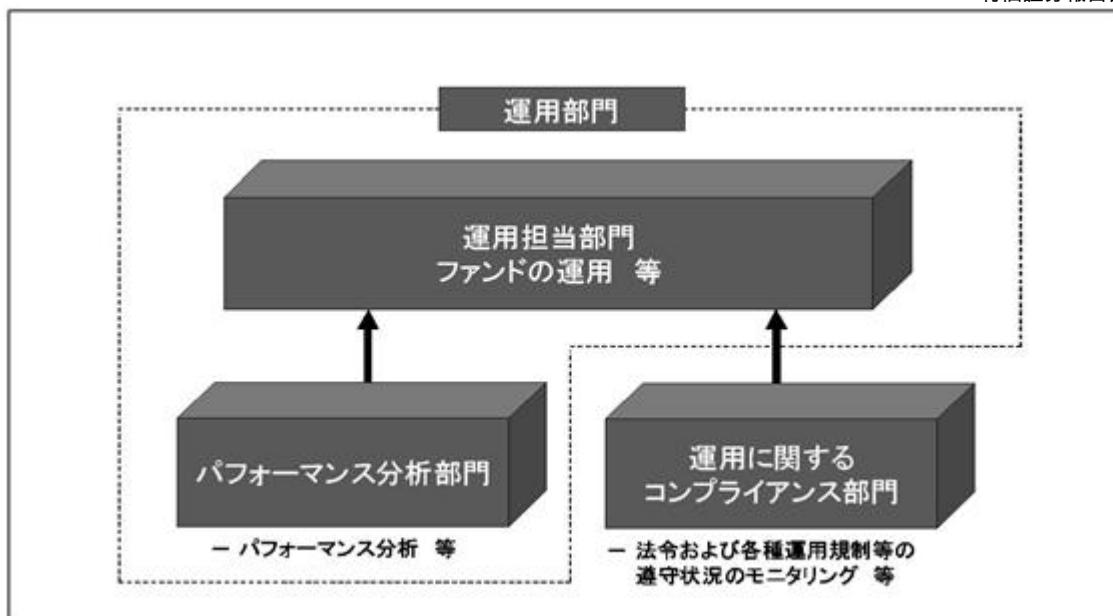 運用部門
運用担当部門
ファンドの運用 等
パフォーマンス分析部門
－ パフォーマンス分析 等
運用に関する
コンプライアンス部門
－ 法令および各種運用規制等の
遵守状況のモニタリング 等